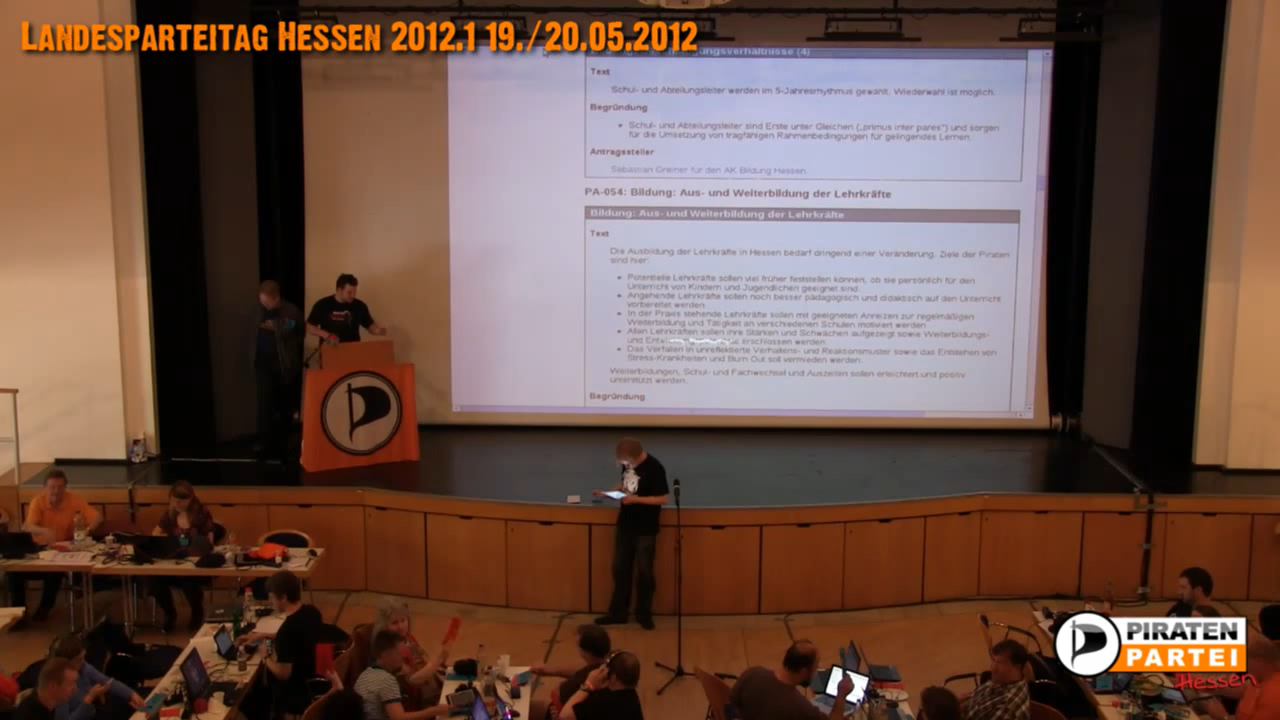 Landesparteitag Hessen 2012.1 19./20.05.2012
(4)
Text
Schul- und Abteilungsleiter werden im 5-Jahresrhythmus gewählt. Wiederwahl ist möglich.
Begründung
• Schul- und Abteilungsleiter sind Erste unter Gleichen („primus inter pares“) und sorgen
für die Umsetzung von tragfähigen Rahmenbedingungen für gelingendes Lernen.
Antragssteller
Sebastian Greiner für den AK Bildung Hessen.
PA-054: Bildung: Aus- und Weiterbildung der Lehrkräfte
Bildung: Aus- und Weiterbildung der Lehrkräfte
Text
Die Ausbildung der Lehrkräfte in Hessen bedarf dringend einer Veränderung. Ziele der Piraten
sind hier:
• Potentielle Lehrkräfte sollen viel früher feststellen können, ob sie persönlich für den
Unterricht von Kindern und Jugendlichen geeignet sind.
• Angehende Lehrkräfte sollen noch besser pädagogisch und didaktisch auf den Unterricht
vorbereitet werden.
• In der Praxis stehende Lehrkräfte sollen mit geeigneten Anreizen zur regelmäßigen
Weiterbildung und Tätigkeit an verschiedenen Schulen motiviert werden.
• Allen Lehrkräften sollen ihre Stärken und Schwächen aufgezeigt sowie Weiterbildungs-
und erschlossen werden.
• Das Verfallen in unreflektierte Verhaltens- und Reaktionsmuster sowie das Entstehen von
Stress-Krankheiten und Burn Out soll vermieden werden.
Weiterbildungen, Schul- und Fachwechsel und Auszeiten sollen erleichtert und positiv
unterstützt werden.
Begründung
PIRATEN
PARTEI
Hessen